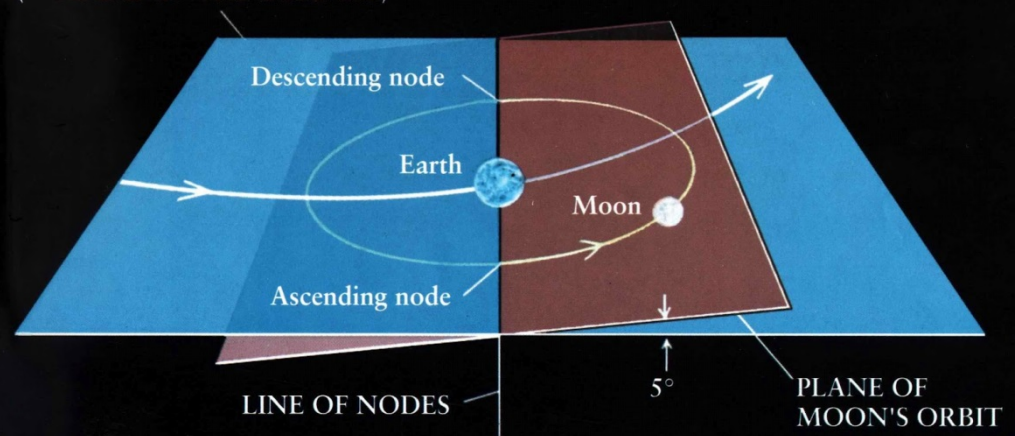 Descending node
Earth
Moon
Ascending node
5°
LINE OF NODES
PLANE OF
MOON'S ORBIT